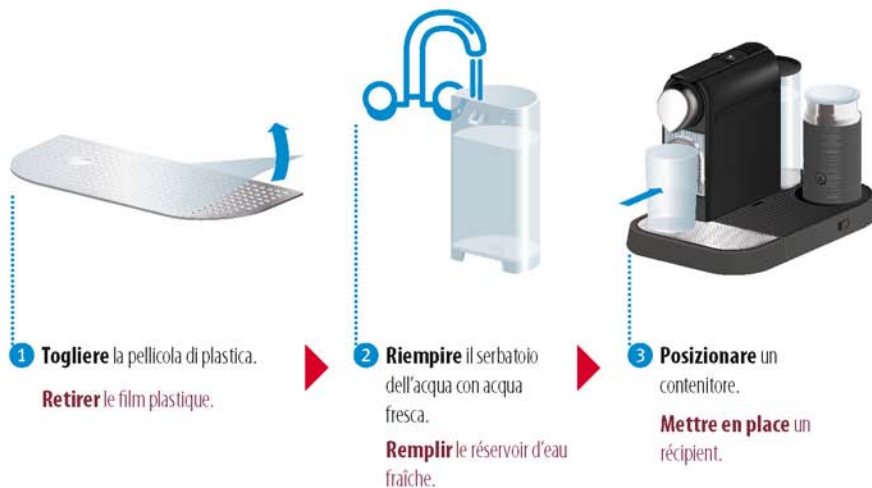 1 Togliere la pellicola di plastica.
Retirer le film plastique.
2 Riempire il serbatoio
dell'acqua con acqua
fresca.
Remplir le réservoir d'eau
fraîche.
3 Posizionare un
contenitore.
Mettre en place un
récipient.